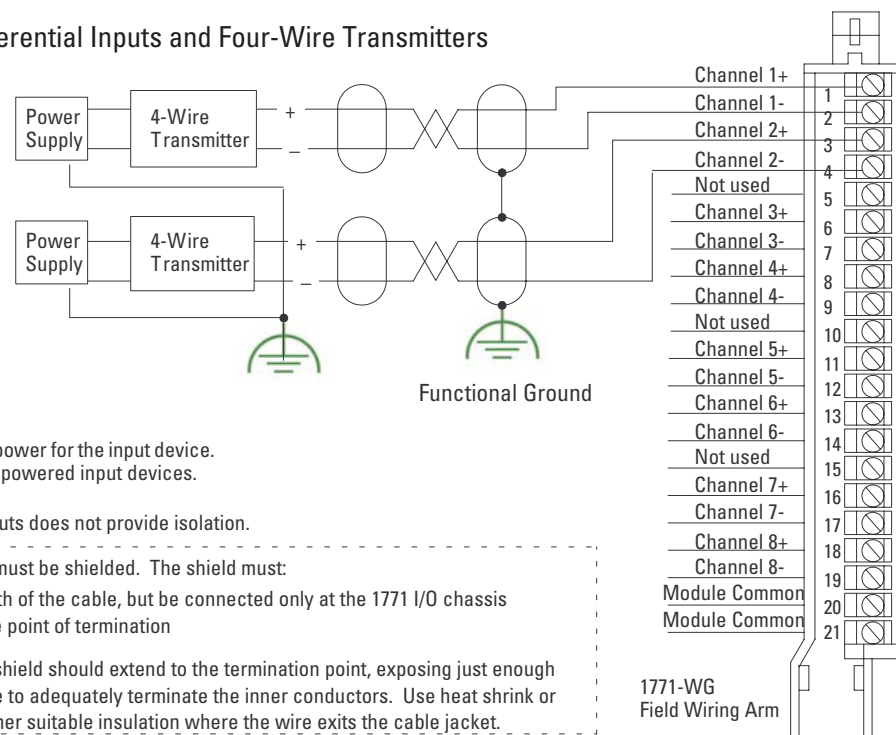 erential Inputs and Four-Wire Transmitters
Power
Supply
4-Wire
Transmitter
+
–
Power
Supply
4-Wire
Transmitter
+
–
Functional Ground
Channel 1+
1
Channel 1-
2
Channel 2+
3
Channel 2-
4
Not used
5
Channel 3+
6
Channel 3-
7
Channel 4+
8
Channel 4-
9
Not used
10
Channel 5+
11
Channel 5-
12
Channel 6+
13
Channel 6-
14
Not used
15
Channel 7+
16
Channel 7-
17
Channel 8+
18
Channel 8-
19
Module Common
20
Module Common
21
1771-WG
Field Wiring Arm
power for the input device.
powered input devices.
uts does not provide isolation.
must be shielded. The shield must:
th of the cable, but be connected only at the 1771 I/O chassis
e point of termination
shield should extend to the termination point, exposing just enough
e to adequately terminate the inner conductors. Use heat shrink or
her suitable insulation where the wire exits the cable jacket.